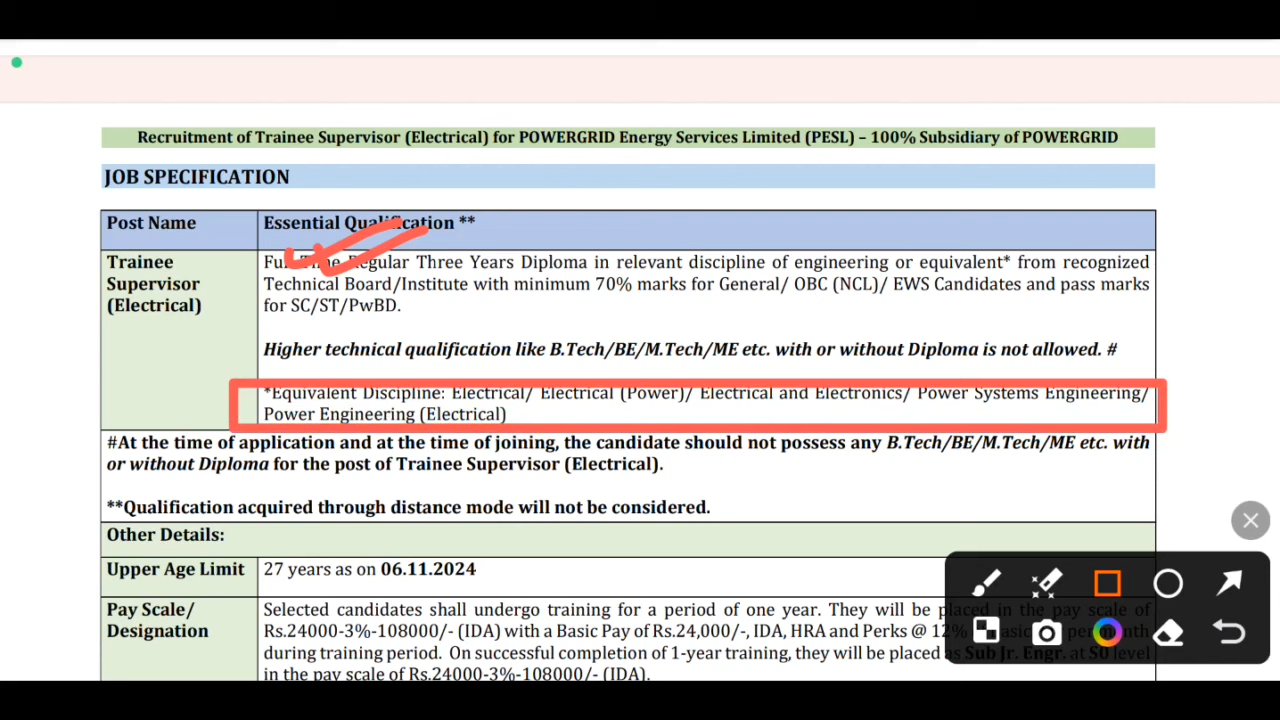 Recruitment of Trainee Supervisor (Electrical) for POWERGRID Energy Services Limited (PESL) – 100% Subsidiary of POWERGRID
JOB SPECIFICATION
Post Name Essential Qualification **
Trainee Supervisor (Electrical)
Full Time Regular Three Years Diploma in relevant discipline of engineering or equivalent* from recognized
Technical Board/Institute with minimum 70% marks for General/ OBC (NCL)/ EWS Candidates and pass marks
for SC/ST/PwBD.
Higher technical qualification like B.Tech/BE/M.Tech/ME etc. with or without Diploma is not allowed. #
*Equivalent Discipline: Electrical/ Electrical (Power)/ Electrical and Electronics/ Power Systems Engineering/
Power Engineering (Electrical)
#At the time of application and at the time of joining, the candidate should not possess any B.Tech/BE/M.Tech/ME etc. with
or without Diploma for the post of Trainee Supervisor (Electrical).
**Qualification acquired through distance mode will not be considered.
Other Details:
Upper Age Limit 27 years as on 06.11.2024
Pay Scale/ Designation
Selected candidates shall undergo training for a period of one year. They will be placed in the pay scale of
Rs.24000-3%-108000/- (IDA) with a Basic Pay of Rs.24,000/-, IDA, HRA and Perks @ 12% per month
during training period. On successful completion of 1-year training, they will be placed as Sub Jr. Engr. at S0 level
in the pay scale of Rs.24000-3%-108000/- (IDA).